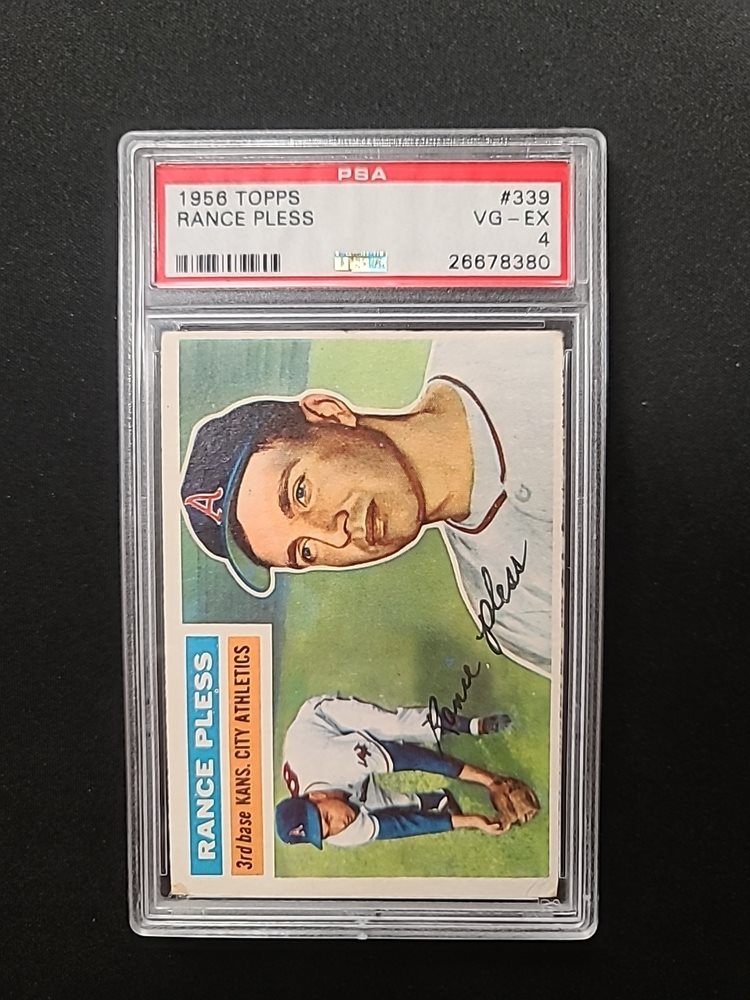 PSA
1956 TOPPS #339
RANCE PLESS VG-EX
4
26678380
A
RANCE PLESS
3rd base KANS. CITY ATHLETICS
Rance Pless
A